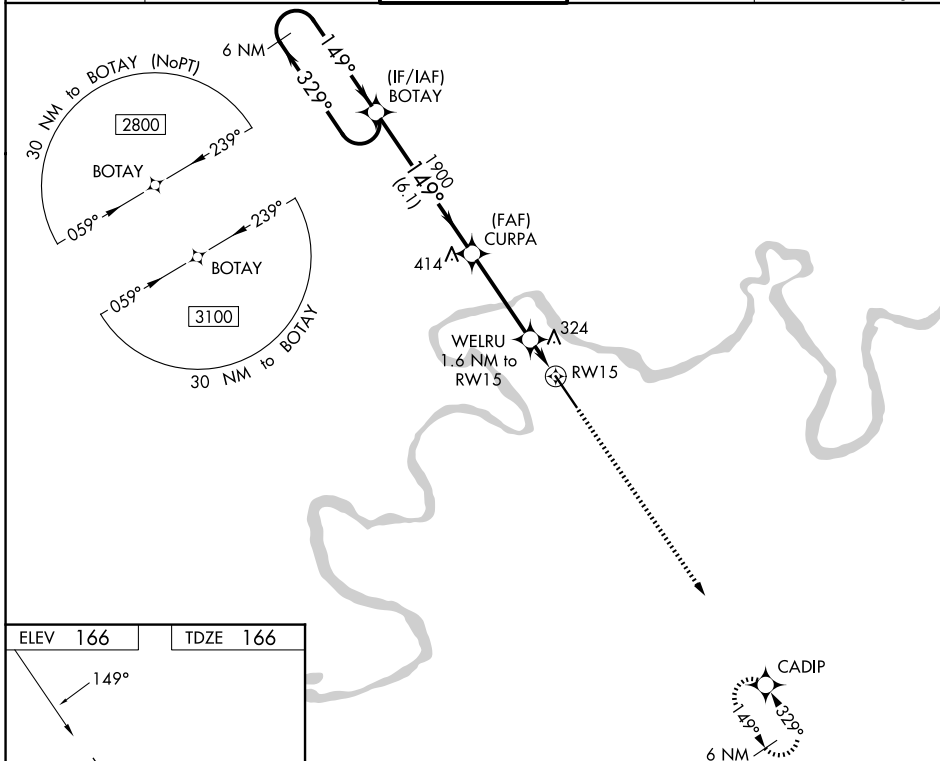 6 NM
149°
329°
(IF/IAF)
BOTAY
30 NM to BOTAY (NoPT)
2800
BOTAY
239°
059°
1900
149°
(6.1)
(FAF)
CURPA
414
239°
BOTAY
059°
3100
30 NM to BOTAY
WELRU
1.6 NM to
RW15
324
RW15
ELEV 166
TDZE 166
149°
CADIP
149°
329°
6 NM